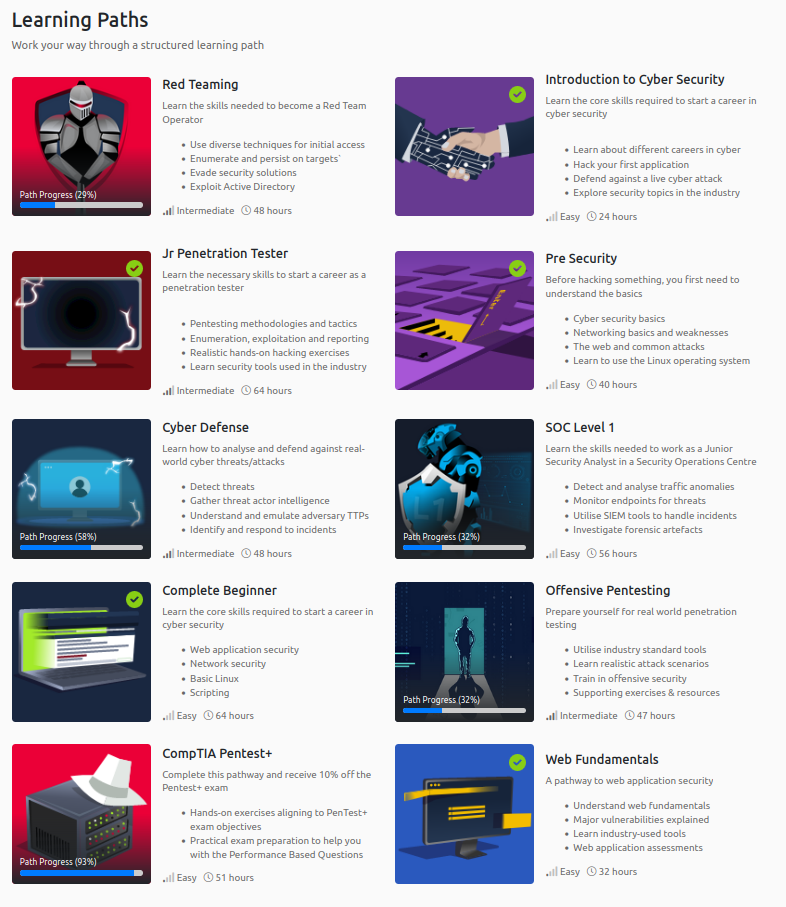 Learning Paths
Work your way through a structured learning path
Red Teaming
Learn the skills needed to become a Red Team
Operator
• Use diverse techniques for initial access
• Enumerate and persist on targets`
• Evade security solutions
• Exploit Active Directory
Path Progress (29%)
Intermediate 48 hours
Introduction to Cyber Security
Learn the core skills required to start a career in
cyber security
• Learn about different careers in cyber
• Hack your first application
• Defend against a live cyber attack
• Explore security topics in the industry
Easy 24 hours
Jr Penetration Tester
Learn the necessary skills to start a career as a
penetration tester
• Pentesting methodologies and tactics
• Enumeration, exploitation and reporting
• Realistic hands-on hacking exercises
• Learn security tools used in the industry
Intermediate 64 hours
Pre Security
Before hacking something, you first need to
understand the basics
• Cyber security basics
• Networking basics and weaknesses
• The web and common attacks
• Learn to use the Linux operating system
Easy 40 hours
Cyber Defense
Learn how to analyse and defend against real-
world cyber threats/attacks
• Detect threats
• Gather threat actor intelligence
• Understand and emulate adversary TTPs
• Identify and respond to incidents
Path Progress (58%)
Intermediate 48 hours
SOC Level 1
Learn the skills needed to work as a Junior
Security Analyst in a Security Operations Centre
• Detect and analyse traffic anomalies
• Monitor endpoints for threats
• Utilise SIEM tools to handle incidents
• Investigate forensic artefacts
L1
Path Progress (32%)
Easy 56 hours
Complete Beginner
Learn the core skills required to start a career in
cyber security
• Web application security
• Network security
• Basic Linux
• Scripting
Easy 64 hours
Offensive Pentesting
Prepare yourself for real world penetration
testing
• Utilise industry standard tools
• Learn realistic attack scenarios
• Train in offensive security
• Supporting exercises & resources
Path Progress (32%)
Intermediate 47 hours
CompTIA Pentest+
Complete this pathway and receive 10% off the
Pentest+ exam
• Hands-on exercises aligning to PenTest+
exam objectives
• Practical exam preparation to help you
with the Performance Based Questions
Path Progress (93%)
Easy 51 hours
Web Fundamentals
A pathway to web application security
• Understand web fundamentals
• Major vulnerabilities explained
• Learn industry-used tools
• Web application assessments
Easy 32 hours